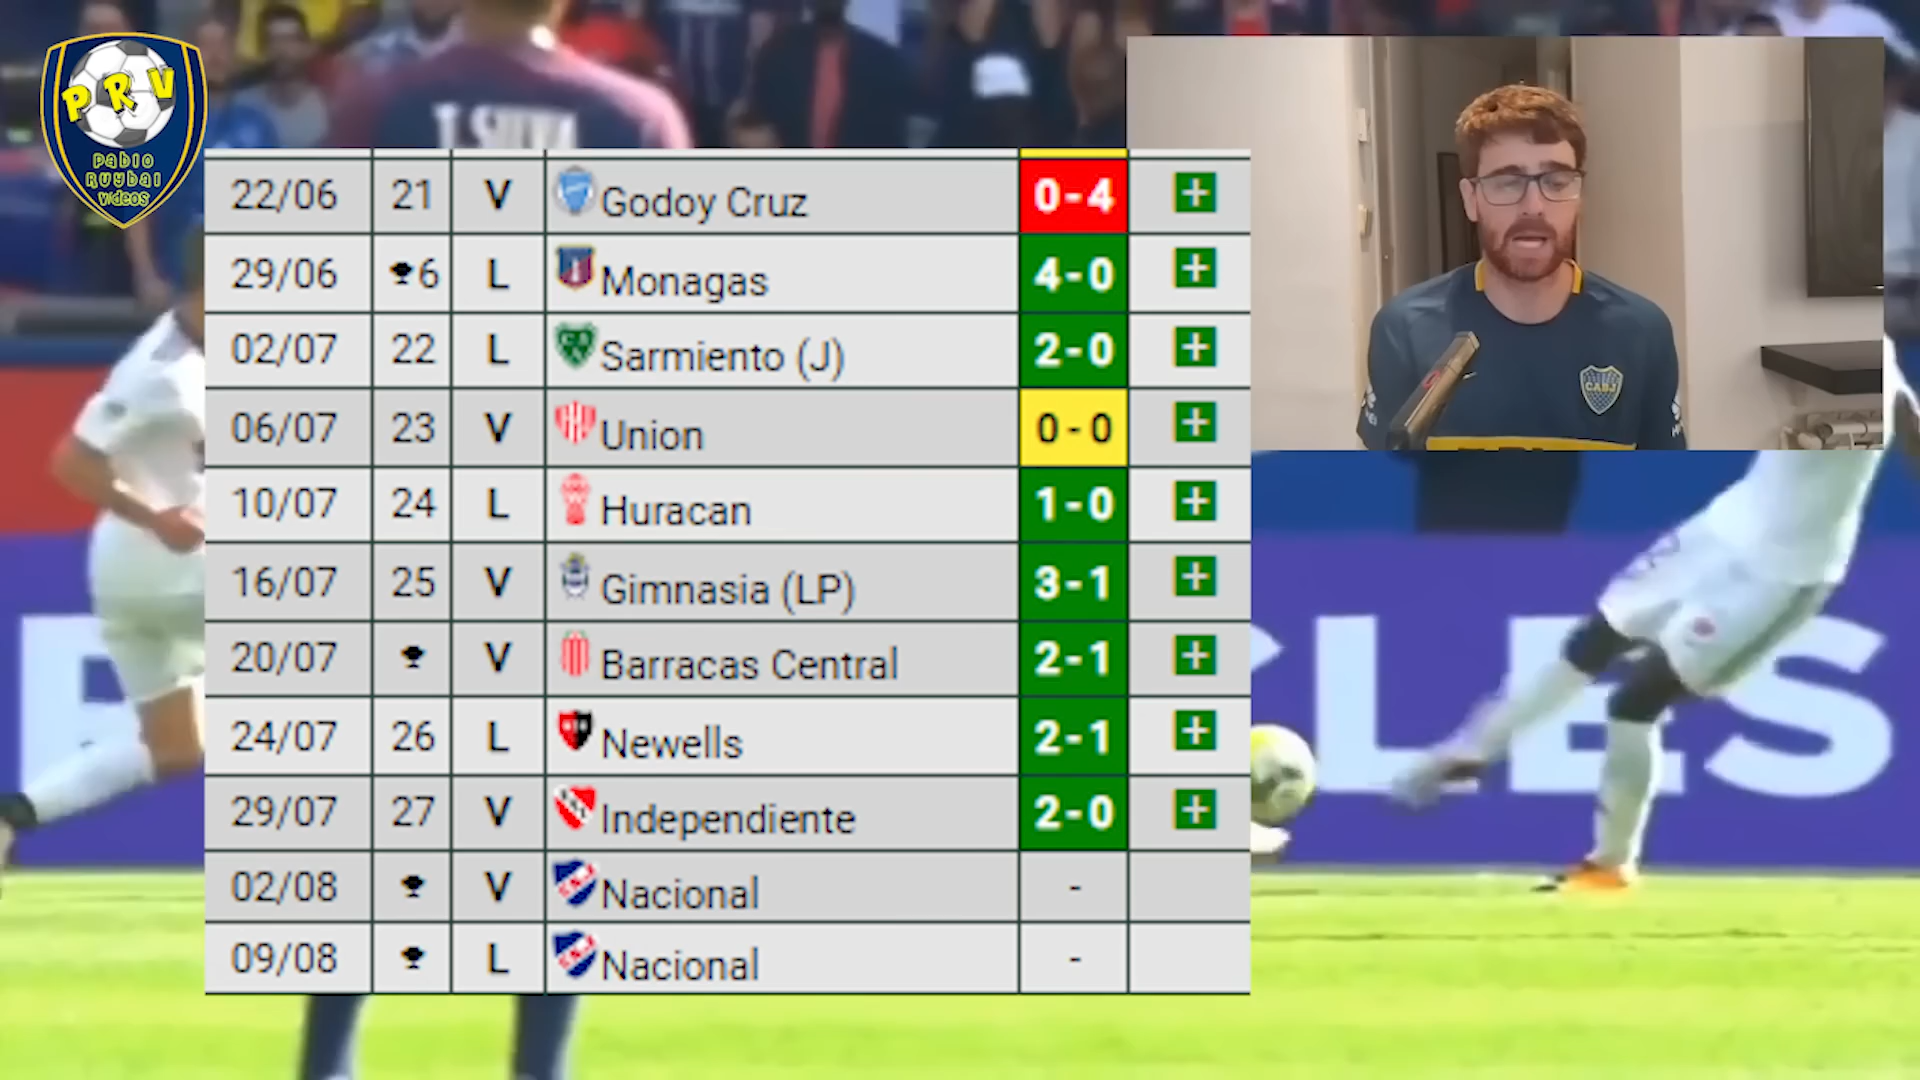 PRV
Pablo
Ruybal
Videos
T. SILVA
22/06 21 V Godoy Cruz 0-4 +
29/06 6 L Monagas 4-0 +
02/07 22 L Sarmiento (J) 2-0 +
06/07 23 V Union 0-0 +
10/07 24 L Huracan 1-0 +
16/07 25 V Gimnasia (LP) 3-1 +
20/07 V Barracas Central 2-1 +
24/07 26 L Newells 2-1 +
29/07 27 V Independiente 2-0 +
02/08 V Nacional -
09/08 L Nacional -
CABJ
LES